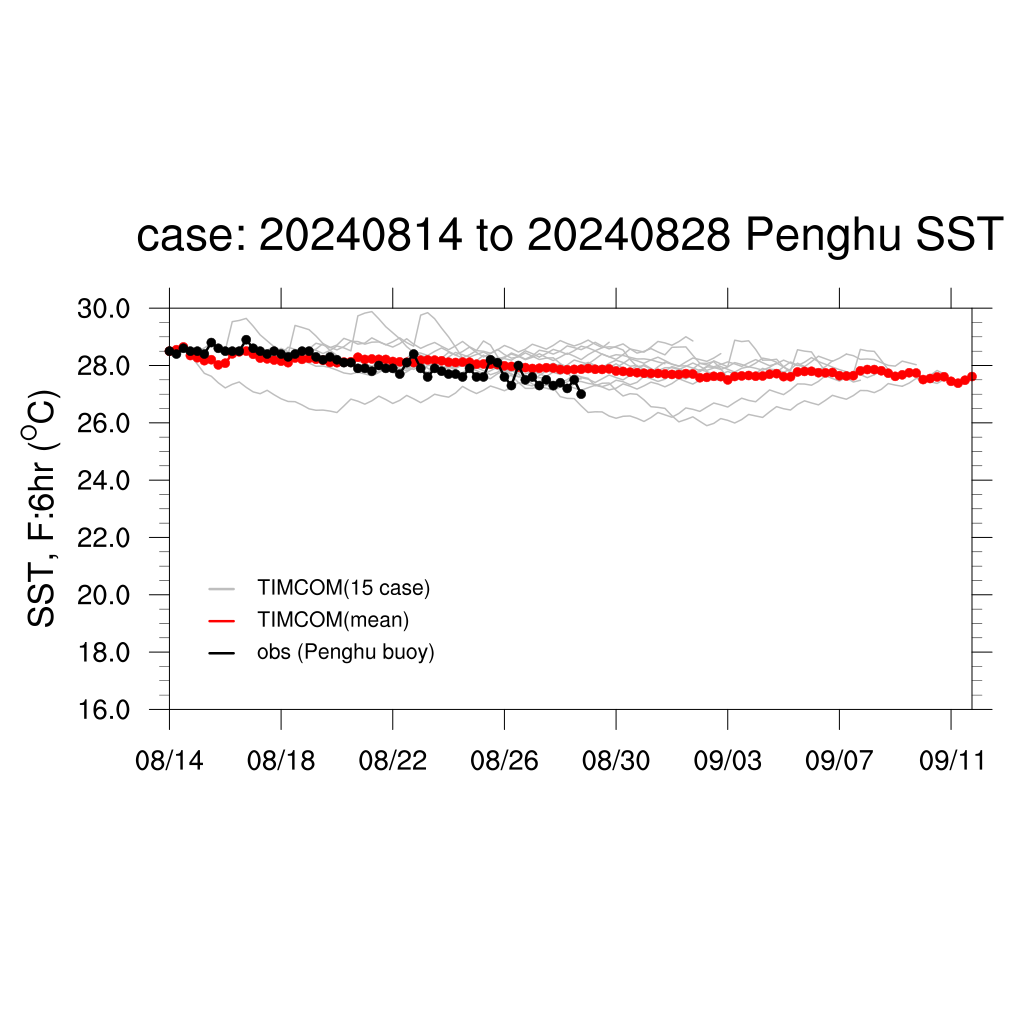 case: 20240814 to 20240828 Penghu SST
SST, F:6hr (°C)
30.0
28.0
26.0
24.0
22.0
20.0
18.0
16.0
TIMCOM(15 case)
TIMCOM(mean)
obs (Penghu buoy)
08/14 08/18 08/22 08/26 08/30 09/03 09/07 09/11